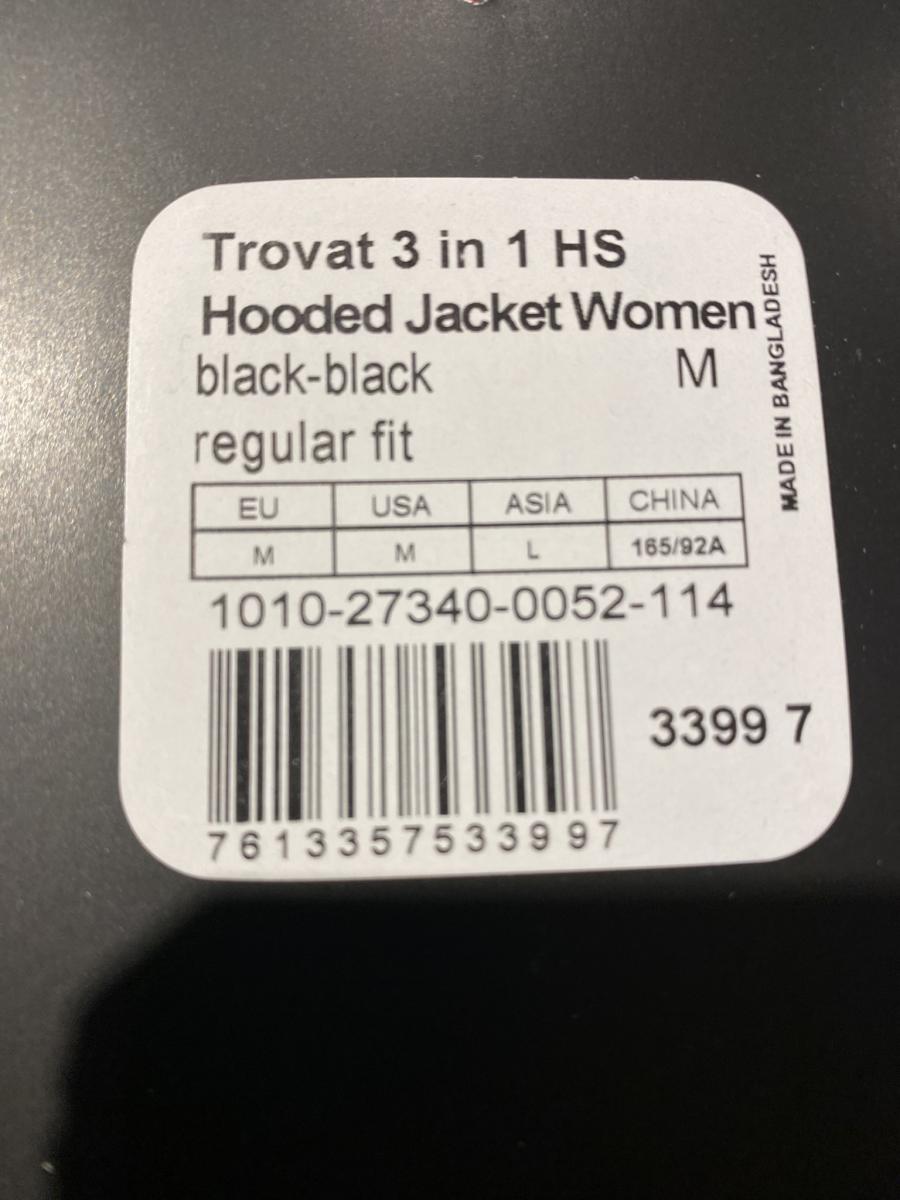 Trovat 3 in 1 HS
Hooded Jacket Women
black-black M
regular fit
MADE IN BANGLADESH
EU USA ASIA CHINA
M M L 165/92A
1010-27340-0052-114
3399 7
7613357533997